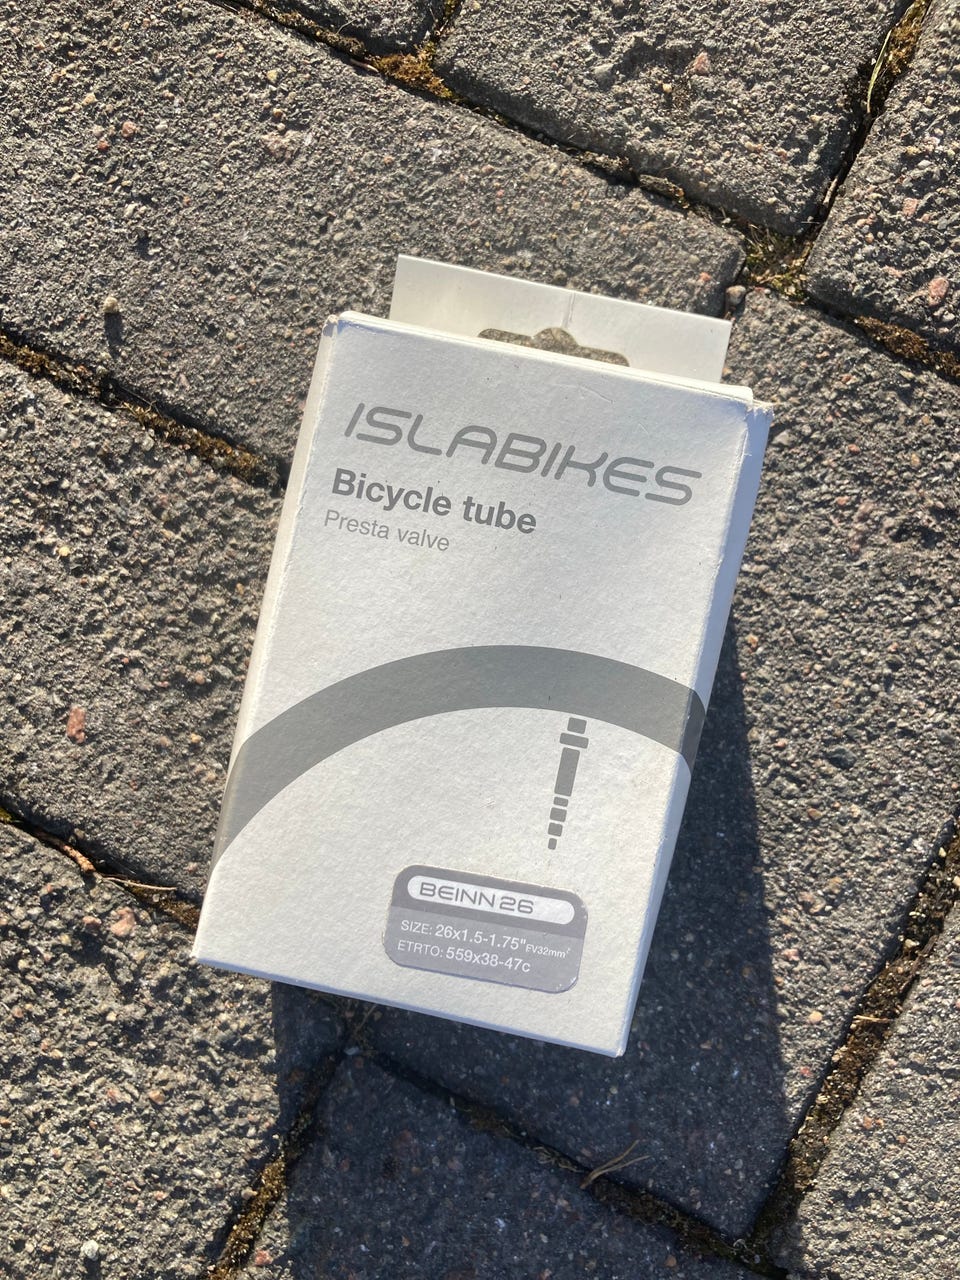 ISLABIKES
Bicycle tube
Presta valve
BEINN 26
SIZE: 26x1.5-1.75" FV32mm
ETRTO: 559x38-47c